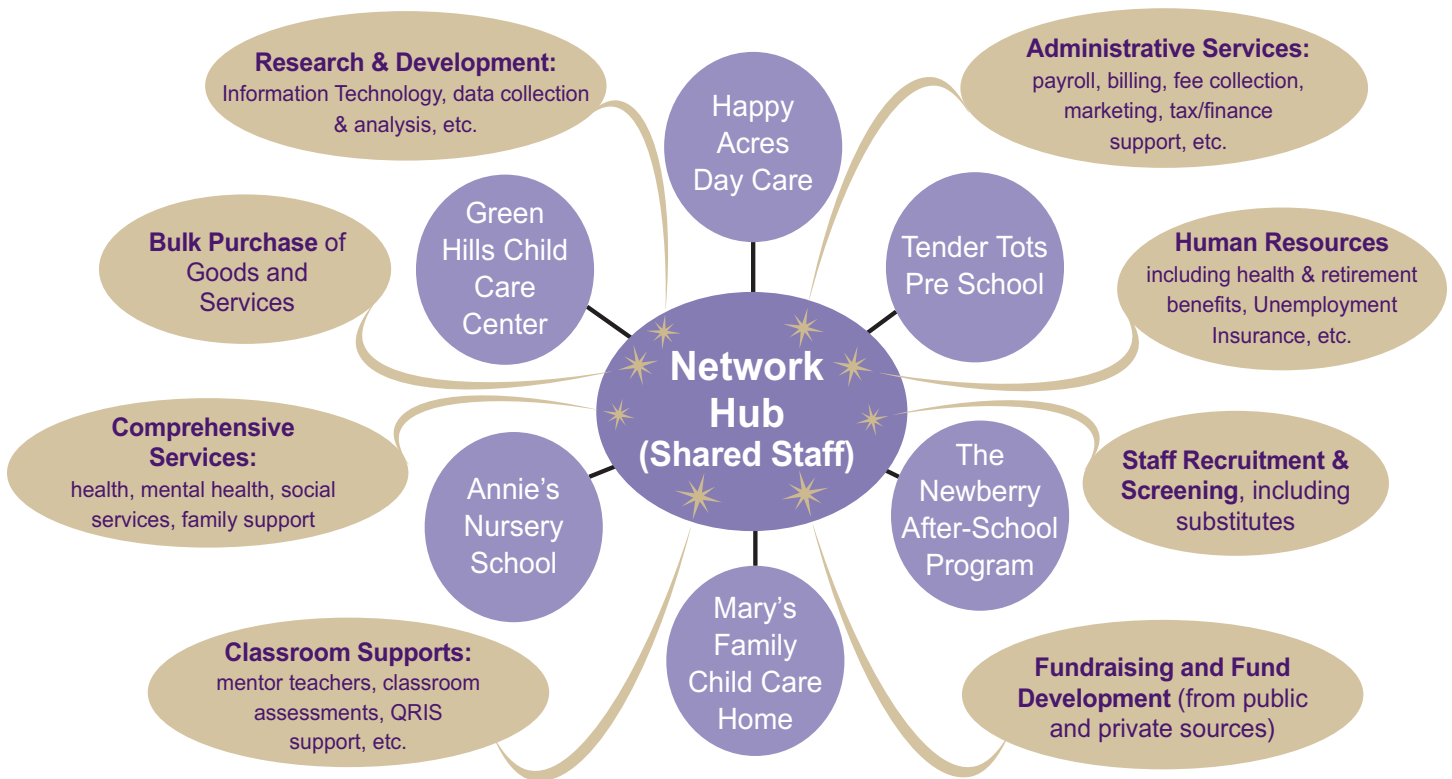 Research & Development:
Information Technology, data collection
& analysis, etc.
Happy
Acres
Day Care
Administrative Services:
payroll, billing, fee collection,
marketing, tax/finance
support, etc.
Bulk Purchase of
Goods and
Services
Green
Hills Child
Care
Center
Tender Tots
Pre School
Human Resources
including health & retirement
benefits, Unemployment
Insurance, etc.
Network
Hub
(Shared Staff)
Comprehensive
Services:
health, mental health, social
services, family support
Annie’s
Nursery
School
The
Newberry
After-School
Program
Staff Recruitment &
Screening, including
substitutes
Classroom Supports:
mentor teachers, classroom
assessments, QRIS
support, etc.
Mary’s
Family
Child Care
Home
Fundraising and Fund
Development (from public
and private sources)